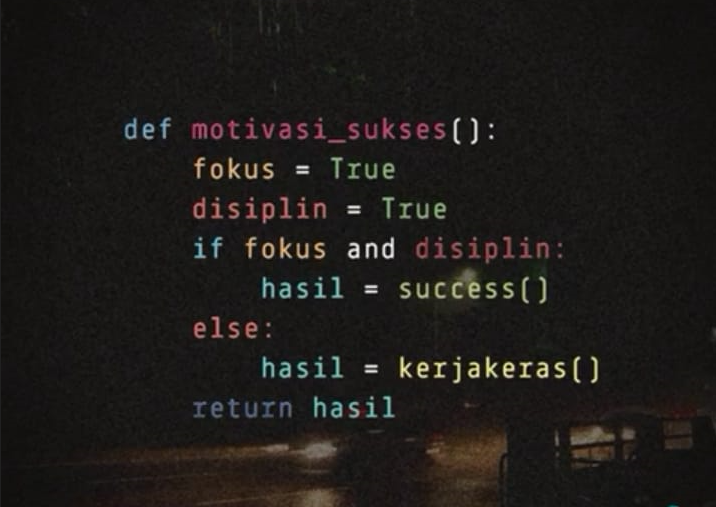 def motivasi_sukses():
    fokus = True
    disiplin = True
    if fokus and disiplin:
        hasil = success()
    else:
        hasil = kerjakeras()
    return hasil